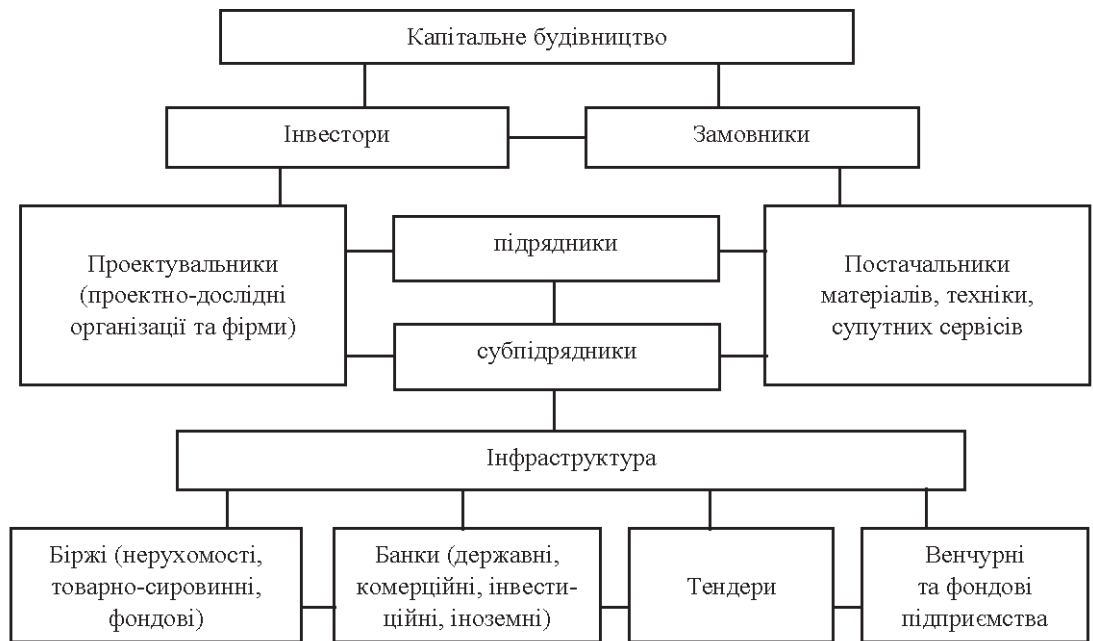 Капітальне будівництво
Інвестори
Замовники
Проектувальники
(проектно-дослідні
організації та фірми)
підрядники
субпідрядники
Постачальники
матеріалів, техніки,
супутних сервісів
Інфраструктура
Біржі (нерухомості,
товарно-сировинні,
фондові)
Банки (державні,
комерційні, інвести-
ційні, іноземні)
Тендери
Венчурні
та фондові
підприємства